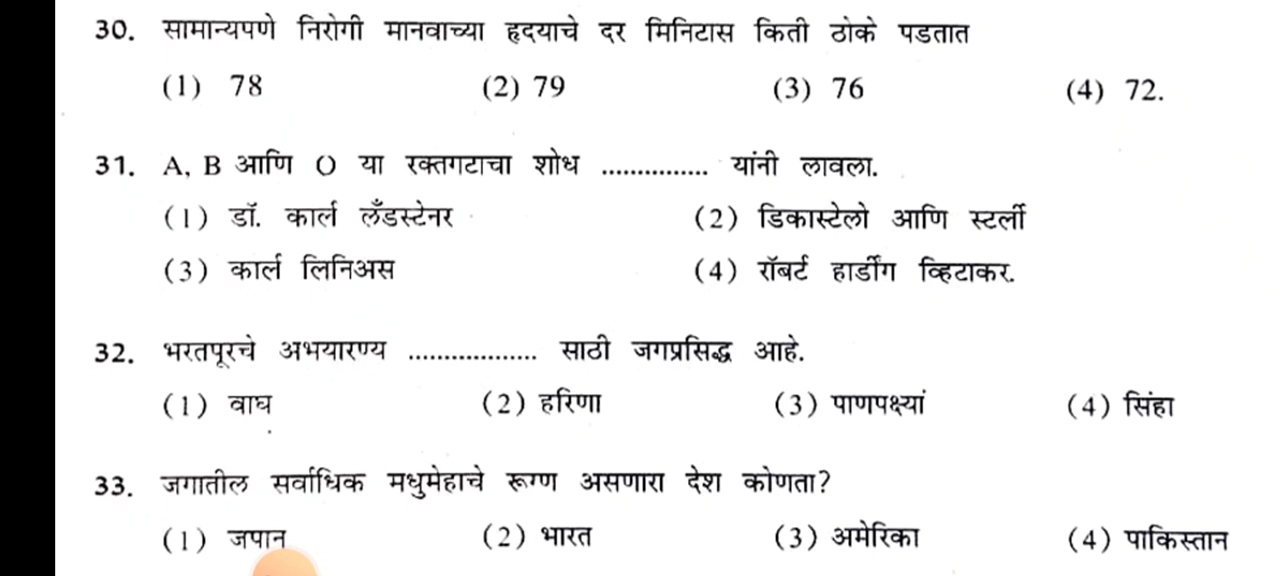 30. सामान्यपणे निरोगी मानवाच्या हृदयाचे दर मिनिटास किती ठोके पडतात
(1) 78 (2) 79 (3) 76 (4) 72.
31. A, B आणि O या रक्तगटाचा शोध ............... यांनी लावला.
(1) डॉ. कार्ल लँडस्टेनर (2) डिकास्टेलो आणि स्टर्ली
(3) कार्ल लिनिअस (4) रॉबर्ट हार्डींग व्हिटाकर.
32. भरतपूरचे अभयारण्य .................. साठी जगप्रसिद्ध आहे.
(1) वाघ (2) हरिणा (3) पाणपक्ष्यां (4) सिंहा
33. जगातील सर्वाधिक मधुमेहाचे रूग्ण असणारा देश कोणता?
(1) जपान (2) भारत (3) अमेरिका (4) पाकिस्तान